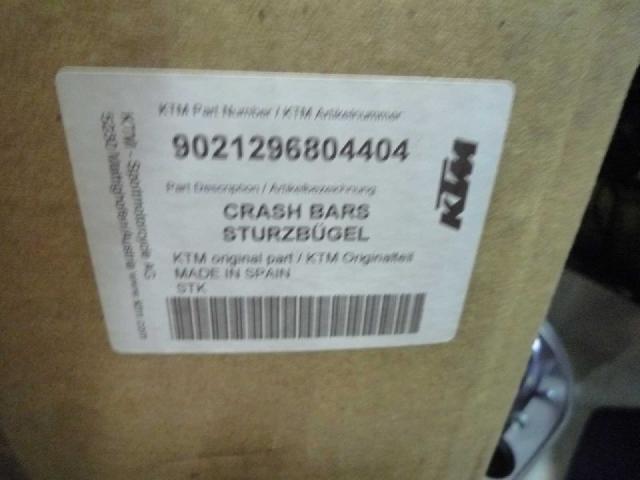 KTM Part Number / KTM Artikelnummer
9021296804404
Part Description / Artikelbezeichnung
CRASH BARS
STURZBÜGEL
KTM original part / KTM Originalteil
MADE IN SPAIN
STK
KTM
KTM - Sportmotorcycle AG
5230 Mattighofen/Austria www.ktm.com